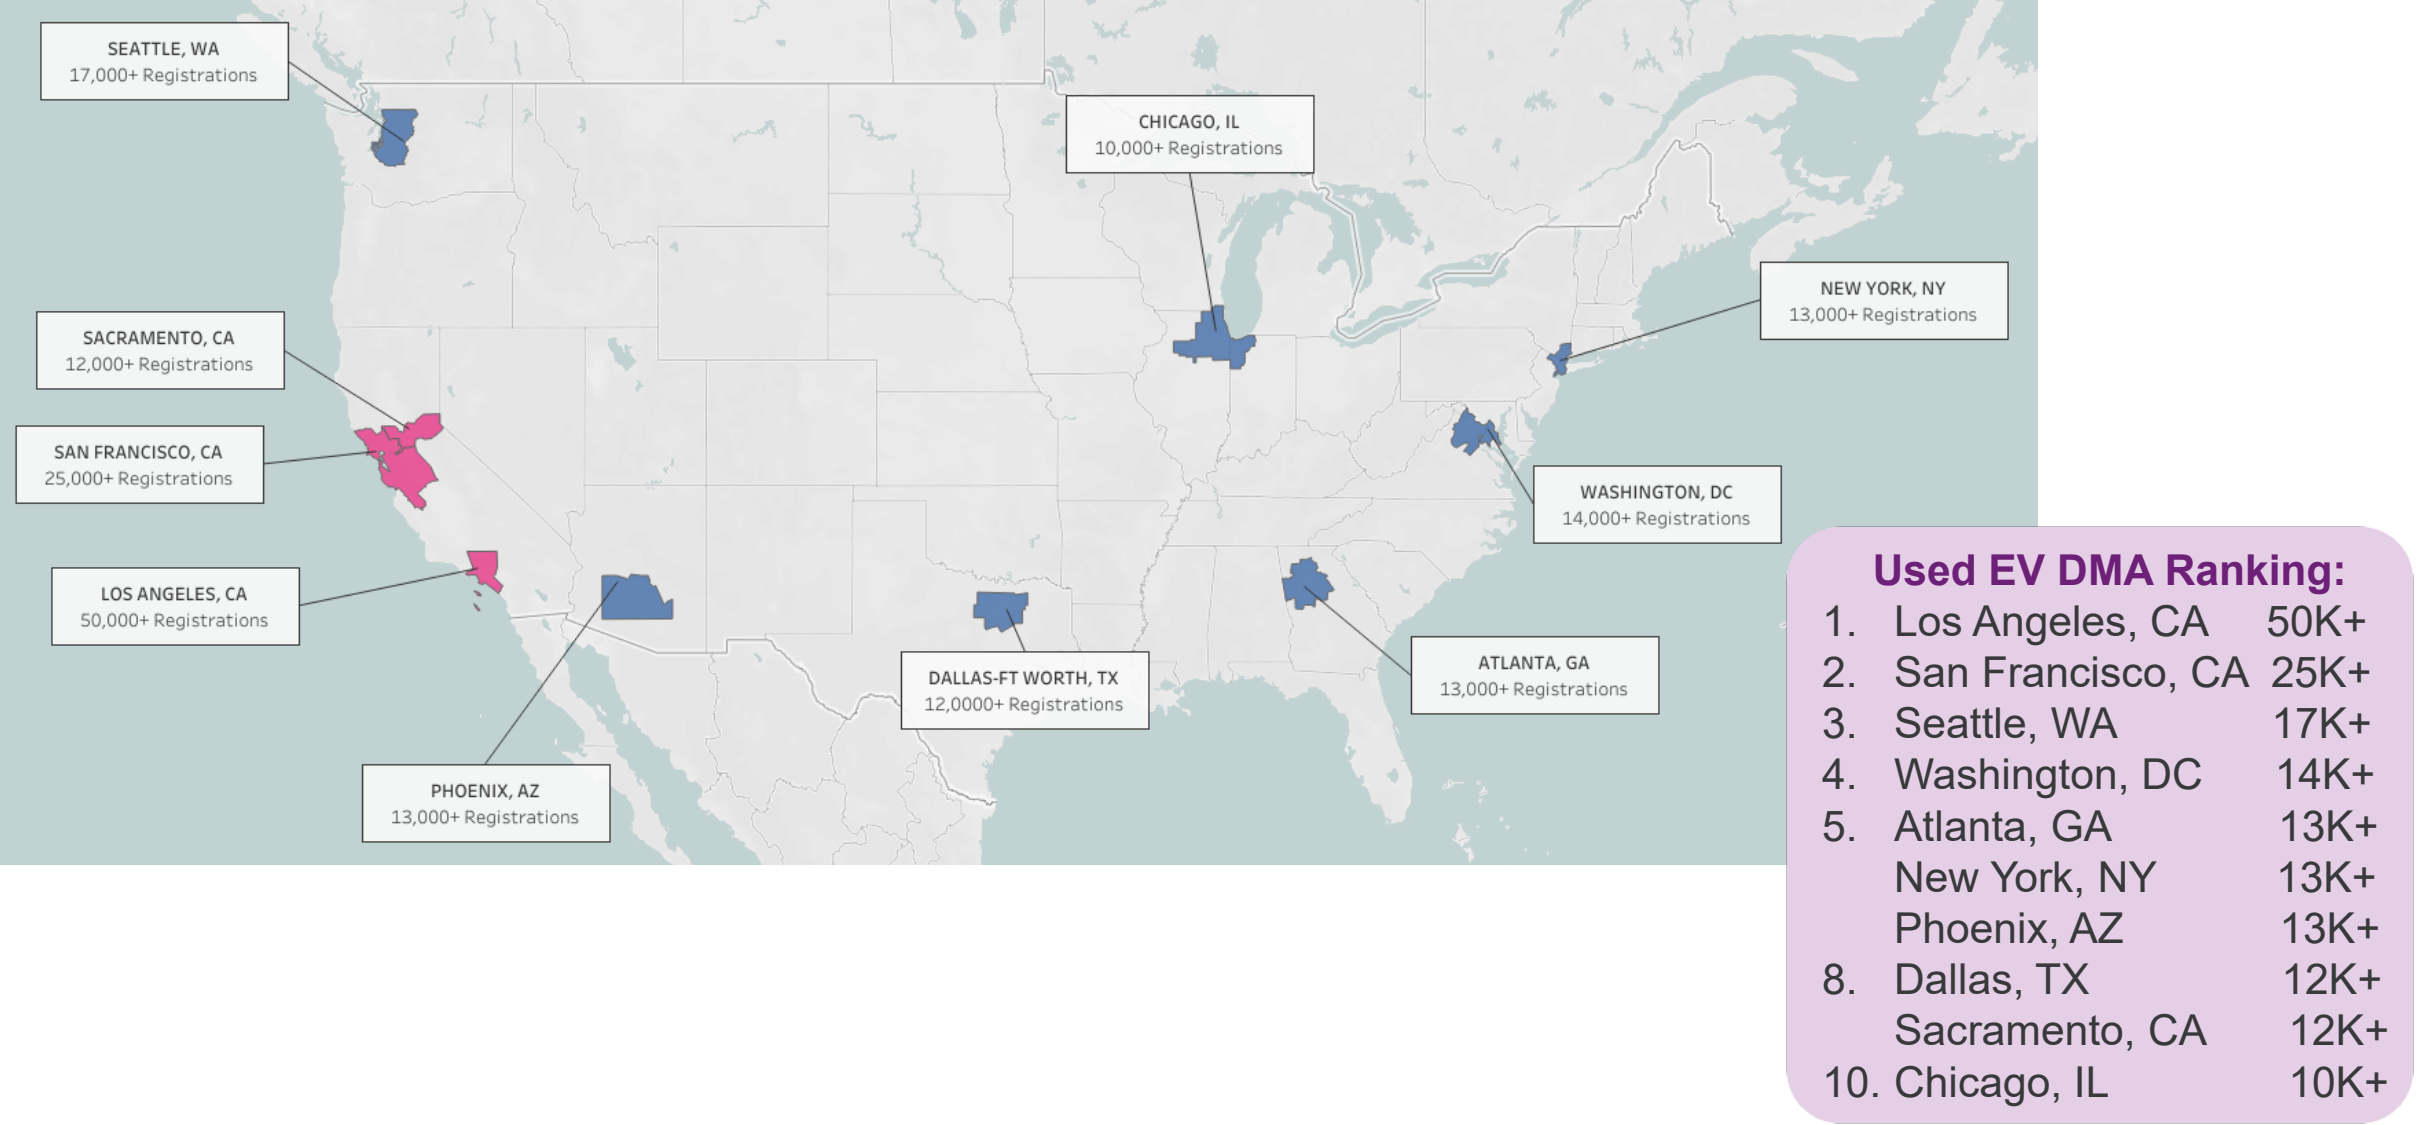 SEATTLE, WA
17,000+ Registrations
CHICAGO, IL
10,000+ Registrations
NEW YORK, NY
13,000+ Registrations
SACRAMENTO, CA
12,000+ Registrations
SAN FRANCISCO, CA
25,000+ Registrations
WASHINGTON, DC
14,000+ Registrations
LOS ANGELES, CA
50,000+ Registrations
DALLAS-FT WORTH, TX
12,0000+ Registrations
ATLANTA, GA
13,000+ Registrations
PHOENIX, AZ
13,000+ Registrations
Used EV DMA Ranking:
1. Los Angeles, CA 50K+
2. San Francisco, CA 25K+
3. Seattle, WA 17K+
4. Washington, DC 14K+
5. Atlanta, GA 13K+
New York, NY 13K+
Phoenix, AZ 13K+
8. Dallas, TX 12K+
Sacramento, CA 12K+
10. Chicago, IL 10K+